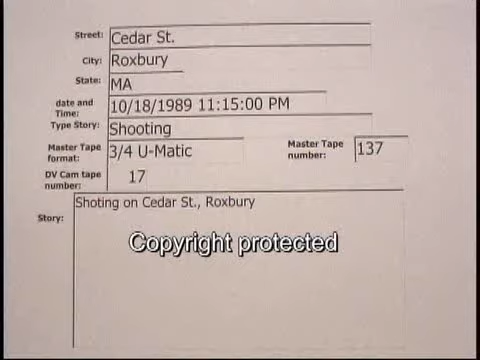 Street: Cedar St.
City: Roxbury
State: MA
date and Time: 10/18/1989 11:15:00 PM
Type Story: Shooting
Master Tape format: 3/4 U-Matic Master Tape number: 137
DV Cam tape number: 17
Story: Shoting on Cedar St., Roxbury
Copyright protected